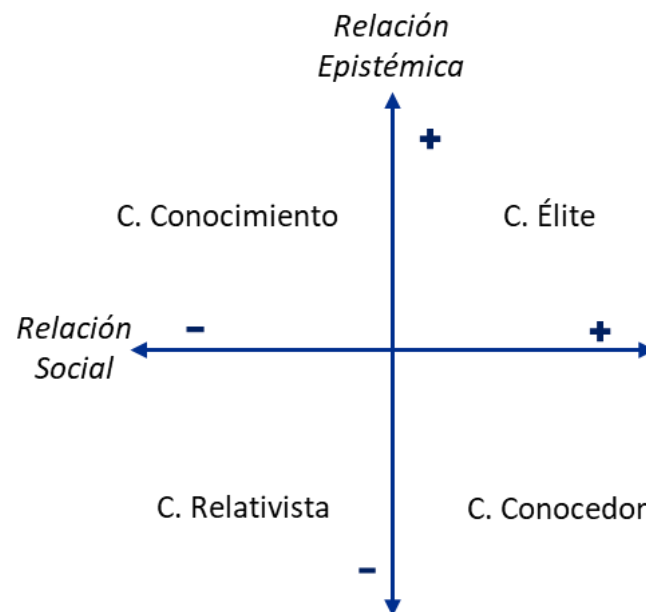 Relación
Epistémica
+
C. Conocimiento
C. Élite
Relación
Social
–
+
C. Relativista
C. Conocedor
–